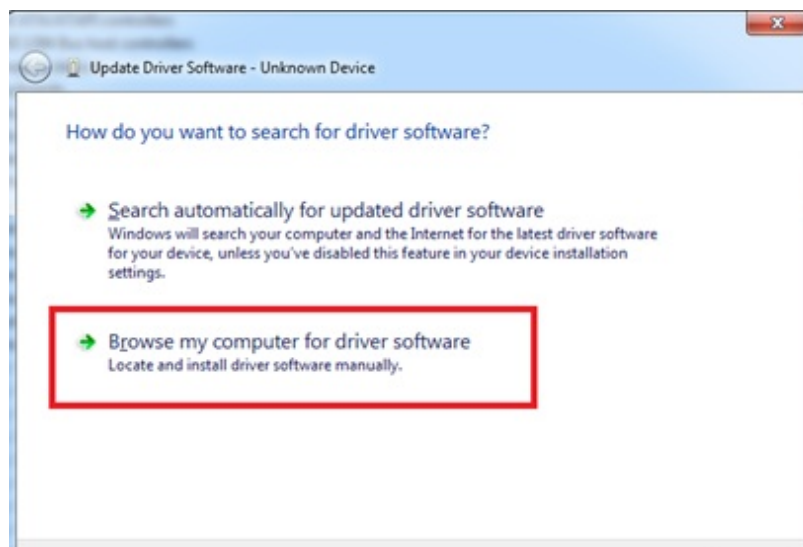 Update Driver Software - Unknown Device
How do you want to search for driver software?
Search automatically for updated driver software
Windows will search your computer and the Internet for the latest driver software
for your device, unless you've disabled this feature in your device installation
settings.
Browse my computer for driver software
Locate and install driver software manually.